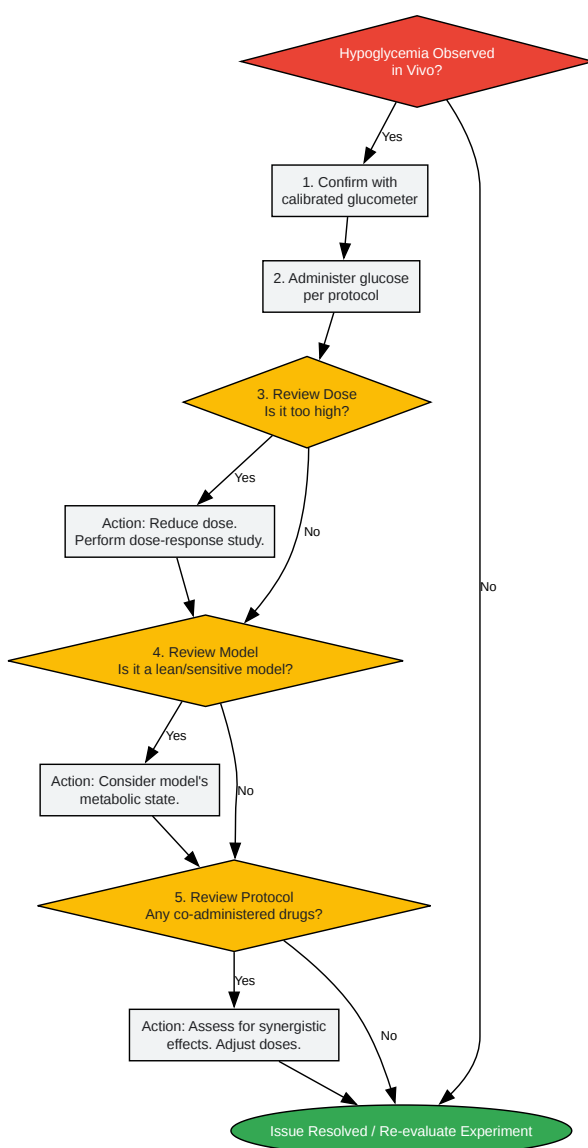 Hypoglycemia Observed
in Vivo?
Yes
1. Confirm with
calibrated glucometer
2. Administer glucose
per protocol
3. Review Dose
Is it too high?
Yes
Action: Reduce dose.
Perform dose-response study.
No
No
4. Review Model
Is it a lean/sensitive model?
Yes
Action: Consider model's
metabolic state.
No
5. Review Protocol
Any co-administered drugs?
Yes
Action: Assess for synergistic
effects. Adjust doses.
No
Issue Resolved / Re-evaluate Experiment